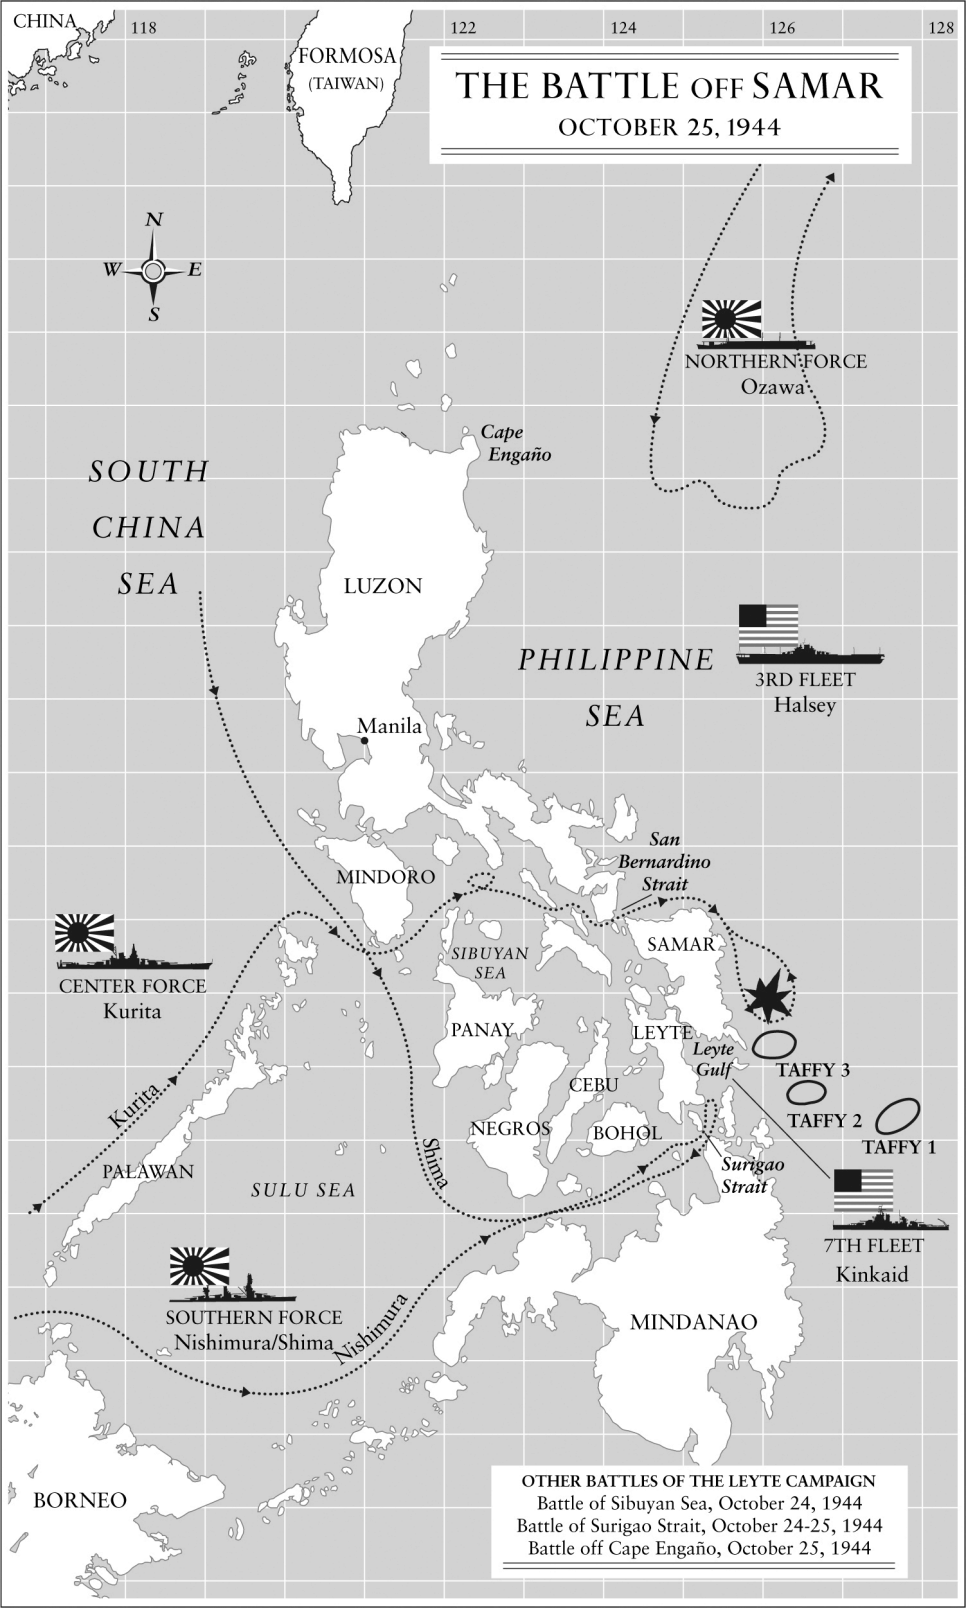 CHINA
118
122
124
126
128
FORMOSA
(TAIWAN)
THE BATTLE OFF SAMAR
OCTOBER 25, 1944
N
W
E
S
NORTHERN FORCE
Ozawa
Cape
Engaño
SOUTH
CHINA
SEA
LUZON
PHILIPPINE
SEA
3RD FLEET
Halsey
Manila
San
Bernardino
Strait
MINDORO
SIBUYAN
SEA
SAMAR
CENTER FORCE
Kurita
PANAY
LEYTE
Leyte
Gulf
TAFFY 3
CEBU
TAFFY 2
Kurita
NEGROS
BOHOL
TAFFY 1
Shima
PALAWAN
SULU SEA
Surigao
Strait
7TH FLEET
Kinkaid
SOUTHERN FORCE
Nishimura/Shima
Nishimura
MINDANAO
BORNEO
OTHER BATTLES OF THE LEYTE CAMPAIGN
Battle of Sibuyan Sea, October 24, 1944
Battle of Surigao Strait, October 24-25, 1944
Battle off Cape Engaño, October 25, 1944